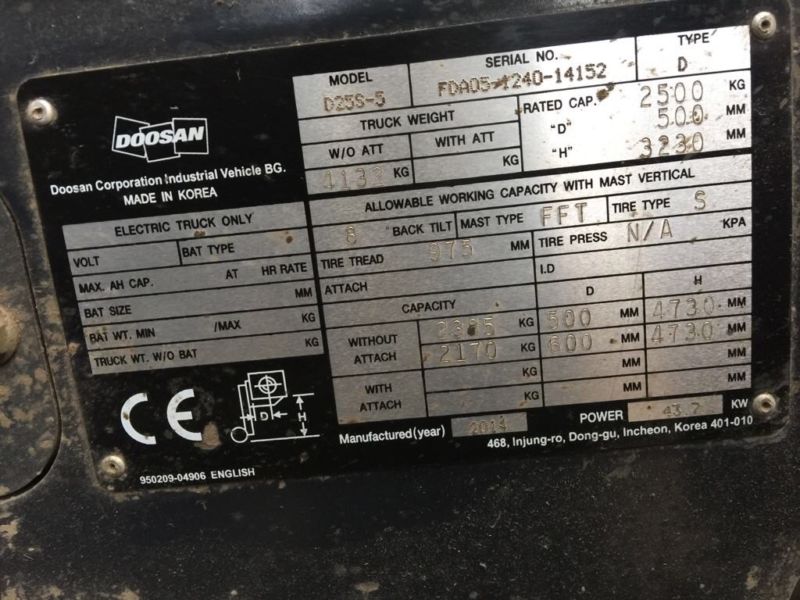 DOOSAN
Doosan Corporation Industrial Vehicle BG.
MADE IN KOREA
ELECTRIC TRUCK ONLY
VOLT BAT TYPE
MAX. AH CAP. AT HR RATE
BAT SIZE MM
BAT WT. MIN /MAX KG
TRUCK WT. W/O BAT KG
CE
D H
950209-04906 ENGLISH
MODEL SERIAL NO. TYPE
D25S-5 FDA05-1240-14152 D
TRUCK WEIGHT RATED CAP. 2500 KG
"D" 500 MM
W/O ATT WITH ATT "H" 3230 MM
KG KG
ALLOWABLE WORKING CAPACITY WITH MAST VERTICAL
8 BACK TILT MAST TYPE FFT TIRE TYPE S
TIRE TREAD 975 MM TIRE PRESS N/A KPA
ATTACH I.D
CAPACITY D H
WITHOUT ATTACH KG 500 MM 4730 MM
2170 KG 600 MM 4730 MM
WITH ATTACH KG MM MM
KG MM MM
Manufactured (year) 2014 POWER 43.7 KW
468, Injung-ro, Dong-gu, Incheon, Korea 401-010